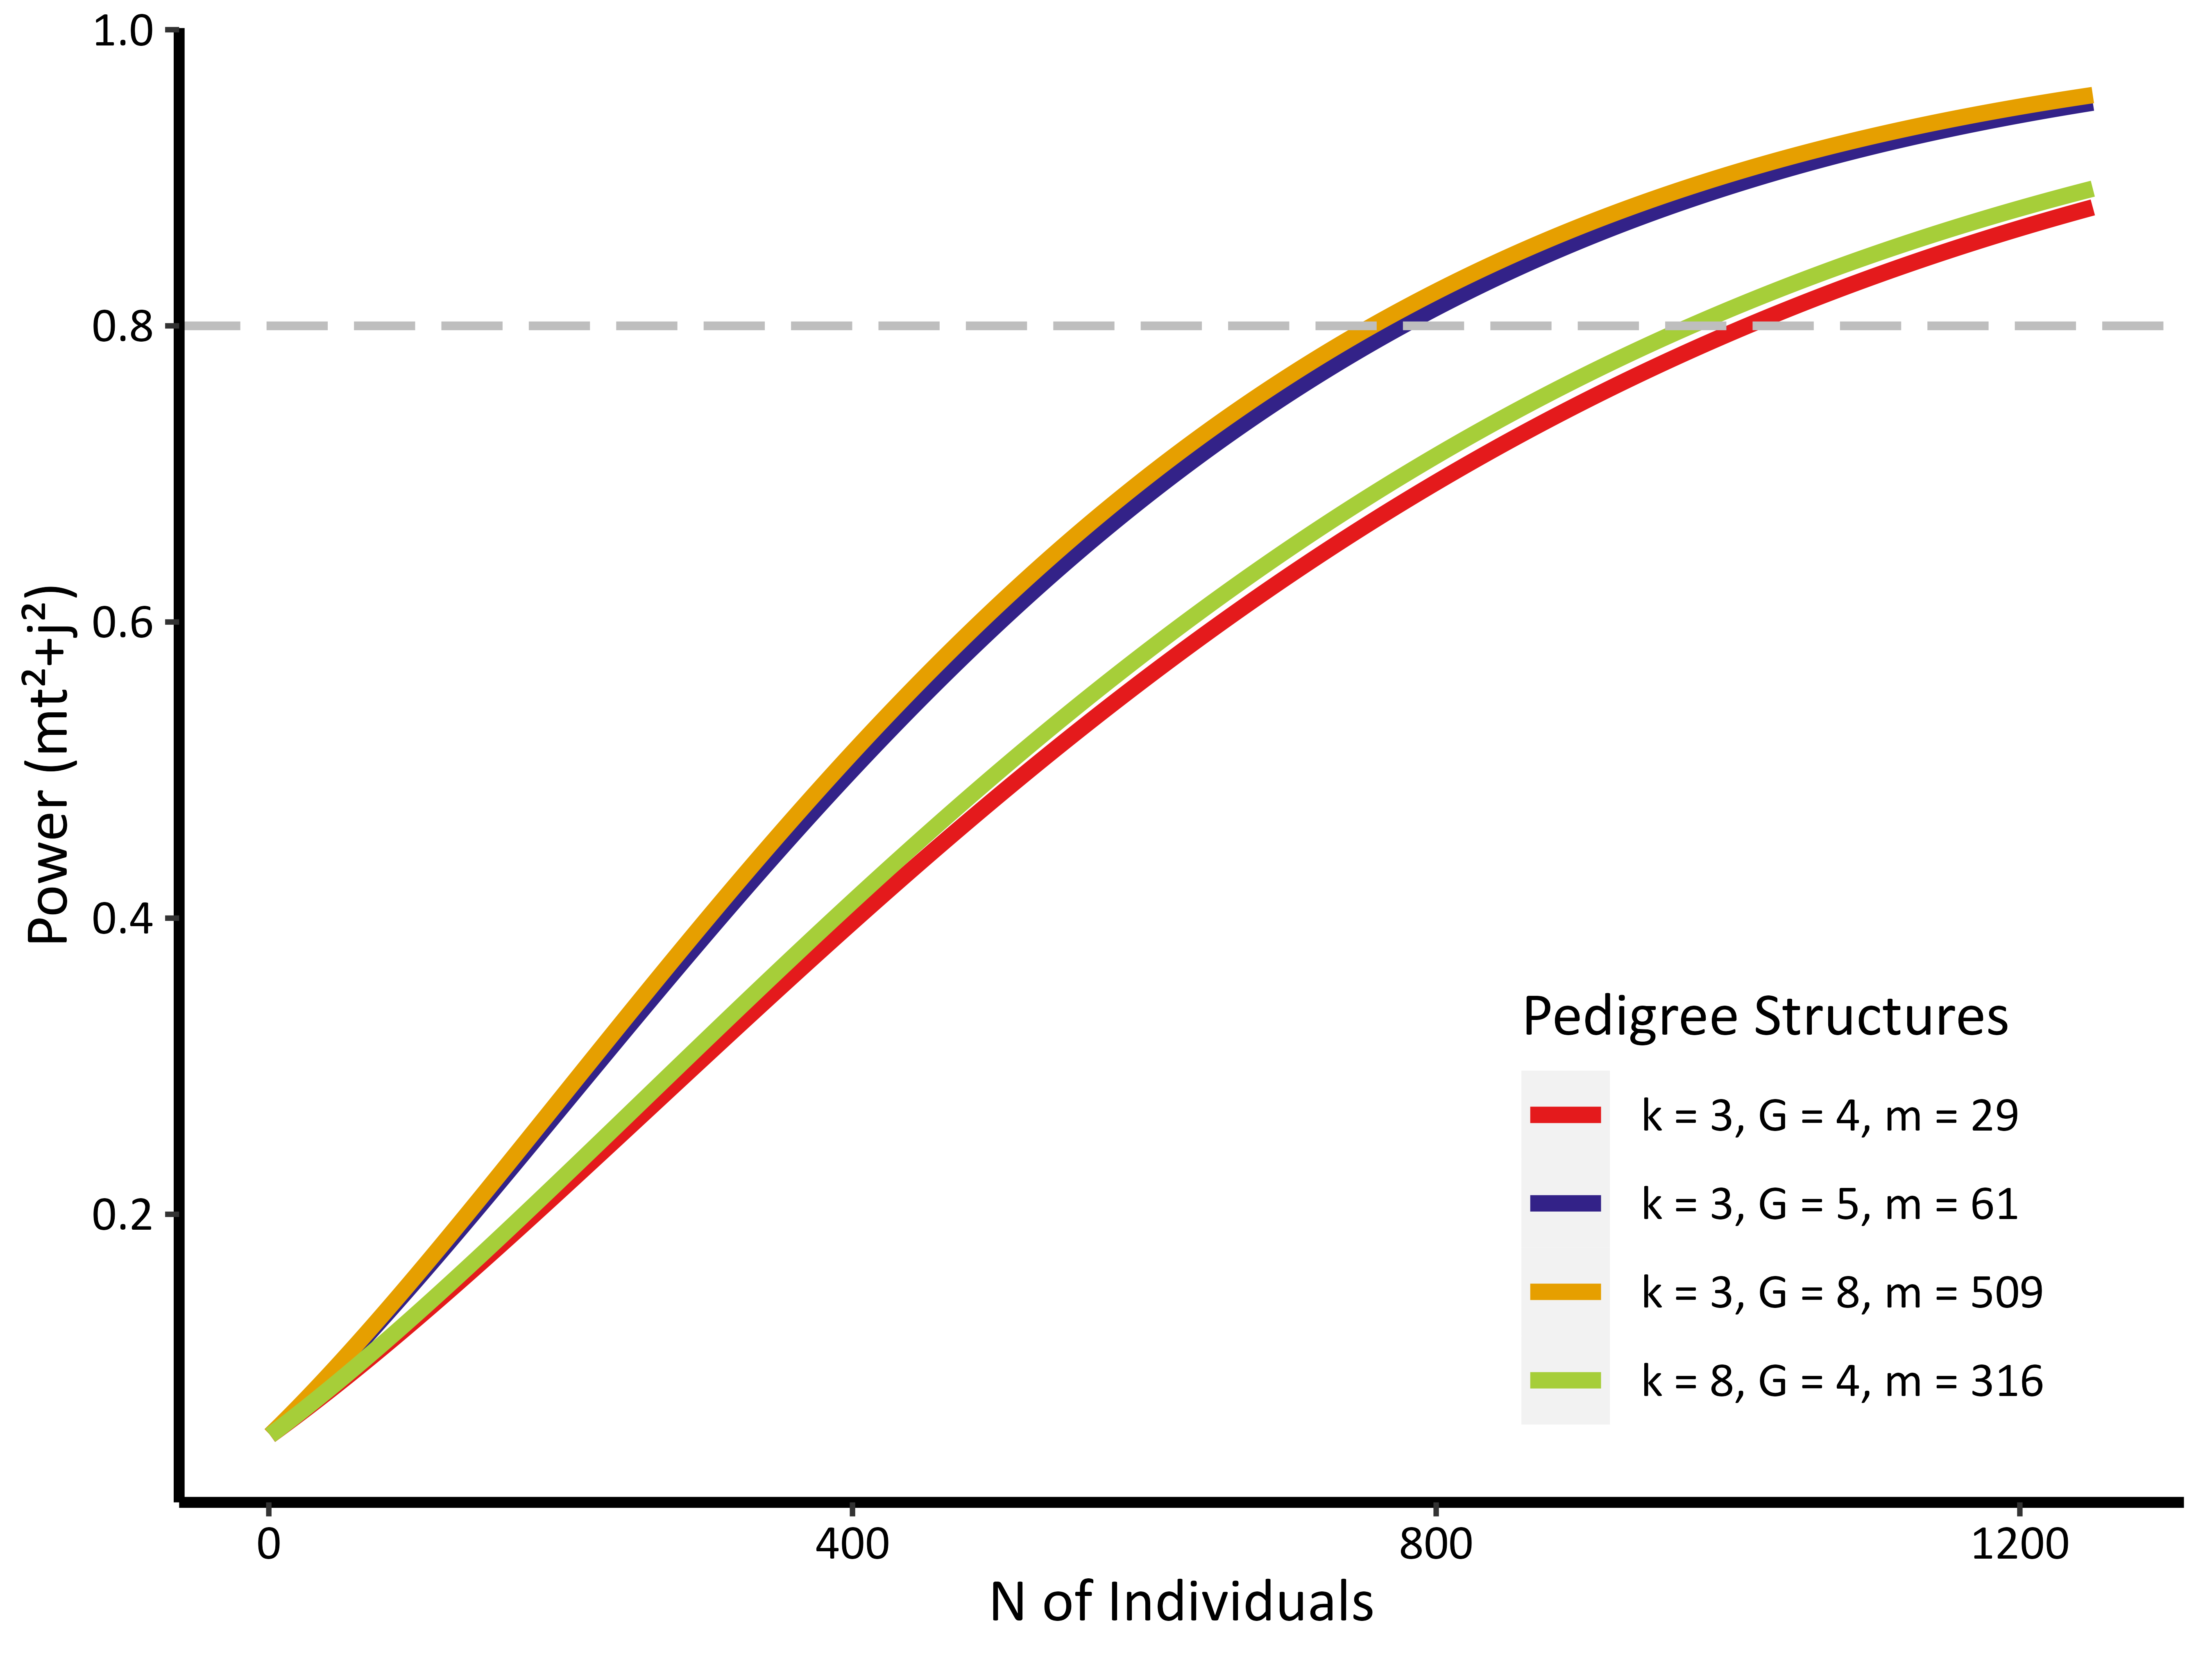 1.0
0.8
0.6
0.4
0.2
Power (mt²+j²)
0
400
800
1200
N of Individuals
Pedigree Structures
k = 3, G = 4, m = 29
k = 3, G = 5, m = 61
k = 3, G = 8, m = 509
k = 8, G = 4, m = 316